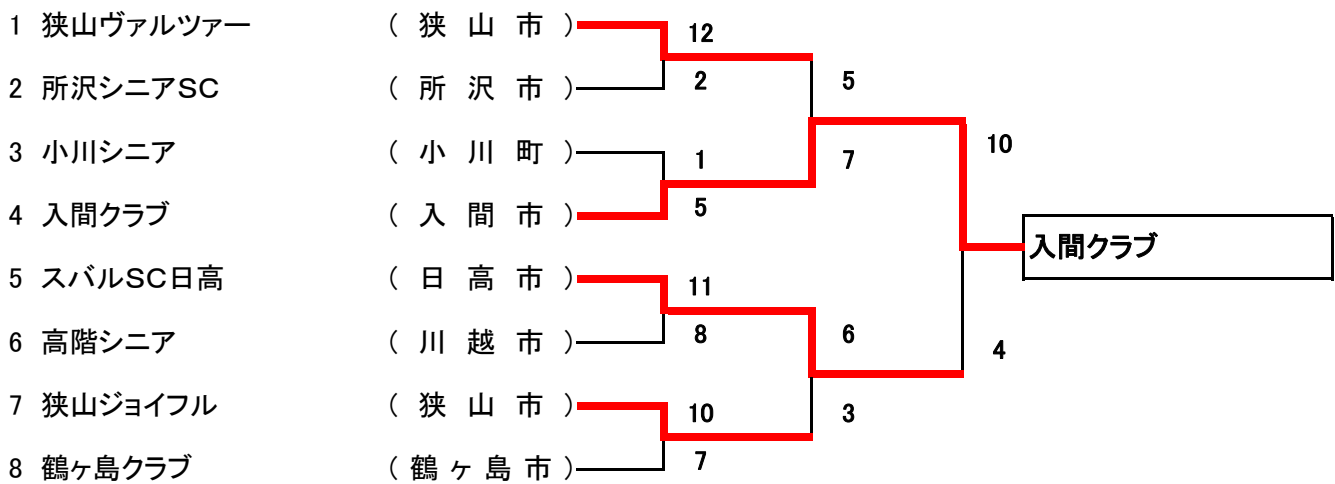 1 狭山ヴァルツァー ( 狭 山 市 ) 12
2 所沢シニアSC ( 所 沢 市 ) 2 5
3 小川シニア ( 小 川 町 ) 1 7 10
4 入間クラブ ( 入 間 市 ) 5
入間クラブ
5 スバルSC日高 ( 日 高 市 ) 11
6 高階シニア ( 川 越 市 ) 8 6 4
7 狭山ジョイフル ( 狭 山 市 ) 10 3
8 鶴ヶ島クラブ ( 鶴 ヶ 島 市 ) 7